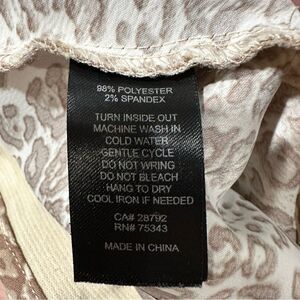 98% POLYESTER
2% SPANDEX
TURN INSIDE OUT
MACHINE WASH IN
COLD WATER
GENTLE CYCLE
DO NOT WRING
DO NOT BLEACH
HANG TO DRY
COOL IRON IF NEEDED
CA# 28792
RN# 75343
MADE IN CHINA